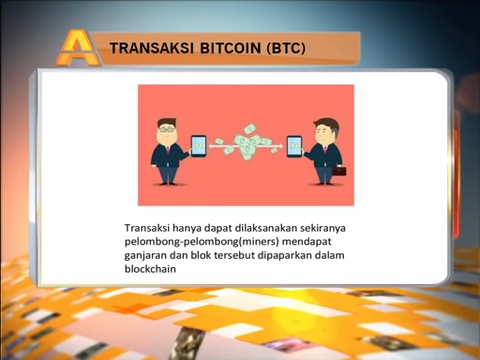 A TRANSAKSI BITCOIN (BTC)
Transaksi hanya dapat dilaksanakan sekiranya
pelombong-pelombong(miners) mendapat
ganjaran dan blok tersebut dipaparkan dalam
blockchain